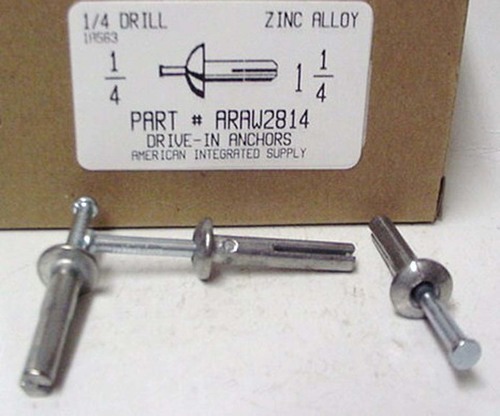 1/4 DRILL ZINC ALLOY
1A563
1/4 1 1/4
PART # ARAW2814
DRIVE-IN ANCHORS
AMERICAN INTEGRATED SUPPLY